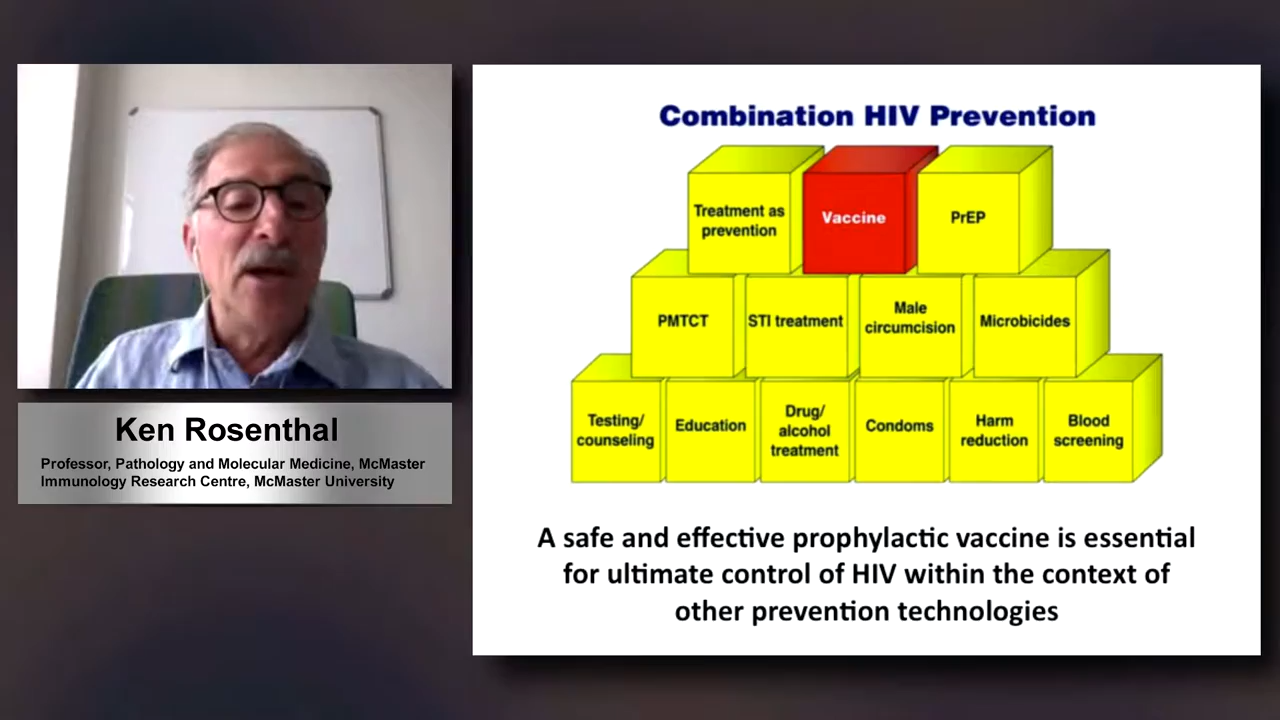 Combination HIV Prevention
Treatment as
prevention
Vaccine
PrEP
PMTCT
STI treatment
Male
circumcision
Microbicides
Testing/
counseling
Education
Drug/
alcohol
treatment
Condoms
Harm
reduction
Blood
screening
A safe and effective prophylactic vaccine is essential
for ultimate control of HIV within the context of
other prevention technologies
Ken Rosenthal
Professor, Pathology and Molecular Medicine, McMaster
Immunology Research Centre, McMaster University